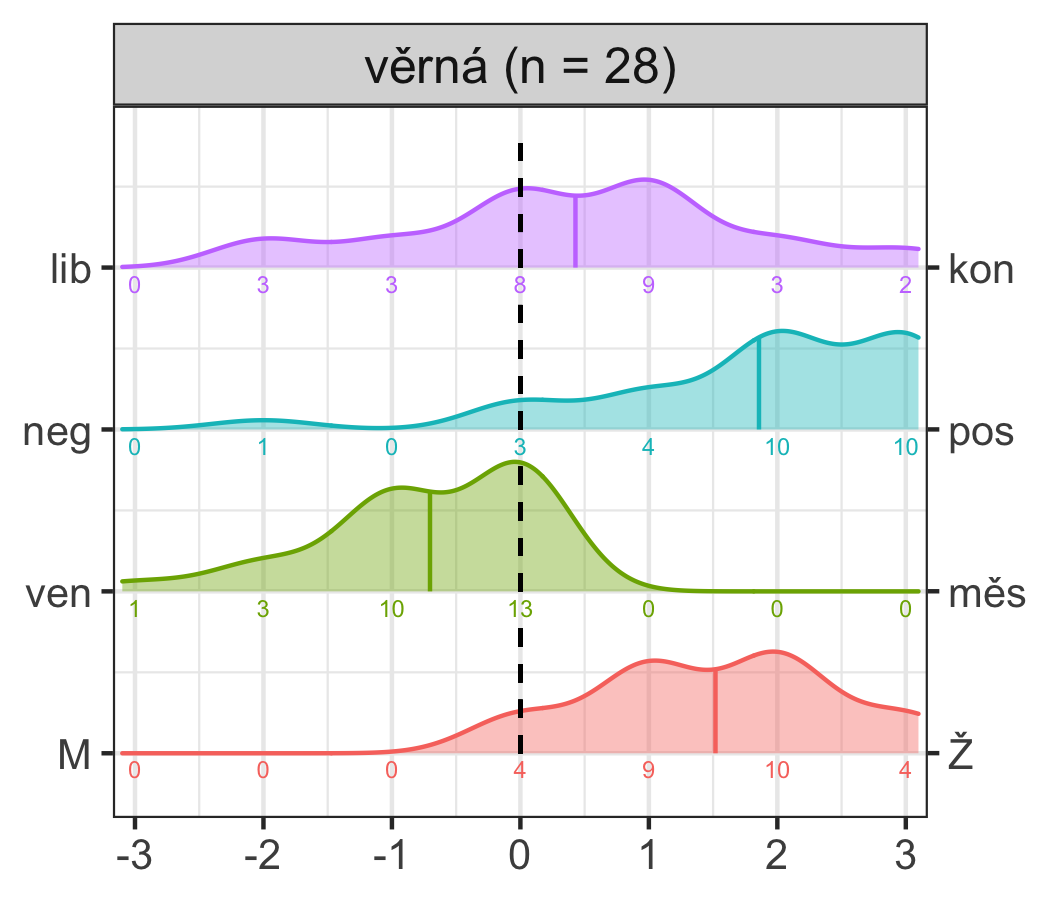 věrná (n = 28)
lib kon
0 3 3 8 9 3 2
neg pos
0 1 0 3 4 10 10
ven měs
1 3 10 13 0 0 0
M Ž
0 0 0 4 9 10 4
-3 -2 -1 0 1 2 3